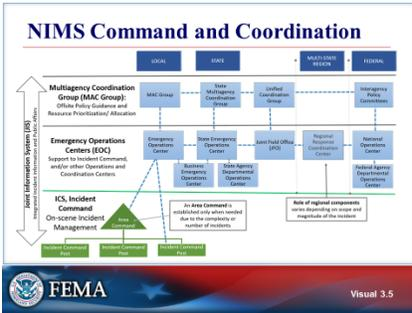 NIMS Command and Coordination
LOCAL
STATE
MULTI-STATE
REGION
FEDERAL
Joint Information System (JIS)
Integrated Incident Information and Public Affairs
Multiagency Coordination
Group (MAC Group):
Offsite Policy Guidance and
Resource Prioritization/ Allocation
MAC Group
State
Multiagency
Coordination
Group
Unified
Coordination
Group
Interagency
Policy
Committees
Emergency Operations
Centers (EOC)
Support to Incident Command,
and/or other Operations and
Coordination Centers
Emergency
Operations
Center
State Emergency
Operations
Center
Joint Field Office
(JFO)
Regional
Response
Coordination
Center
National
Operations
Center
Business
Emergency
Operations
Center
State Agency
Departmental
Operations
Center
Federal Agency
Departmental
Operations
Center
ICS, Incident
Command
On-scene Incident
Management
Area
Command
An Area Command is
established only when needed
due to the complexity or
number of incidents
Role of regional components
varies depending on scope and
magnitude of the incident
Incident Command
Post
Incident Command
Post
Incident Command
Post
FEMA
Visual 3.5